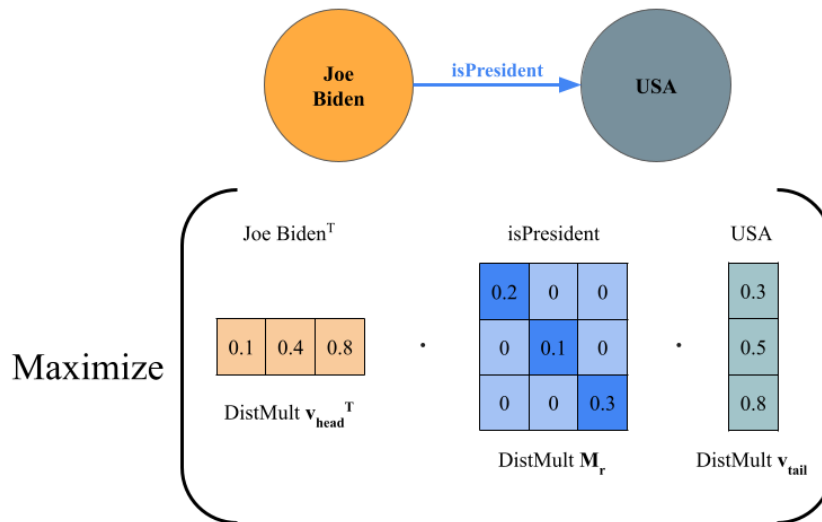 Joe
Biden
isPresident
USA
Joe Biden^T
isPresident
USA
0.2 0 0
0.3
Maximize
0.1 0.4 0.8
·
0 0.1 0
·
0.5
0 0 0.3
0.8
DistMult v_head^T
DistMult M_r
DistMult v_tail